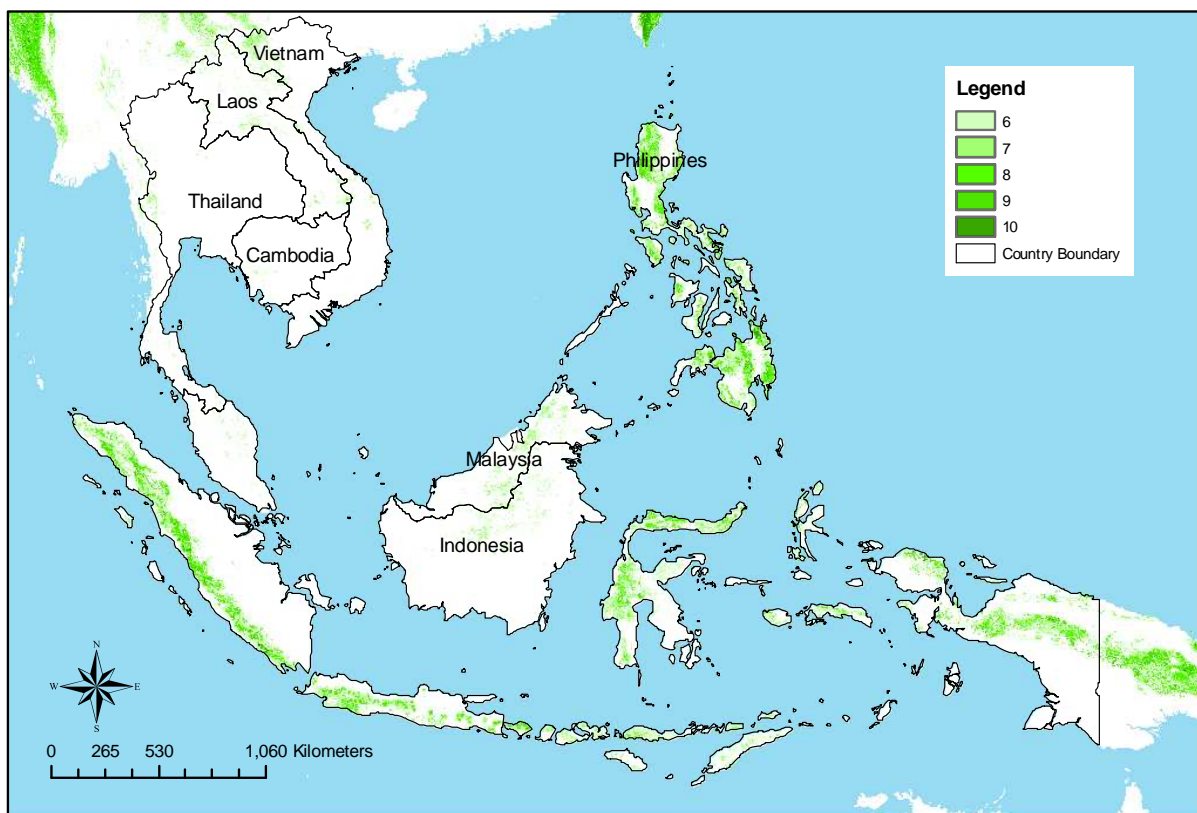 Vietnam
Laos
Thailand
Cambodia
Philippines
Malaysia
Indonesia
Legend
6
7
8
9
10
Country Boundary
N
W E
S
0 265 530 1,060 Kilometers